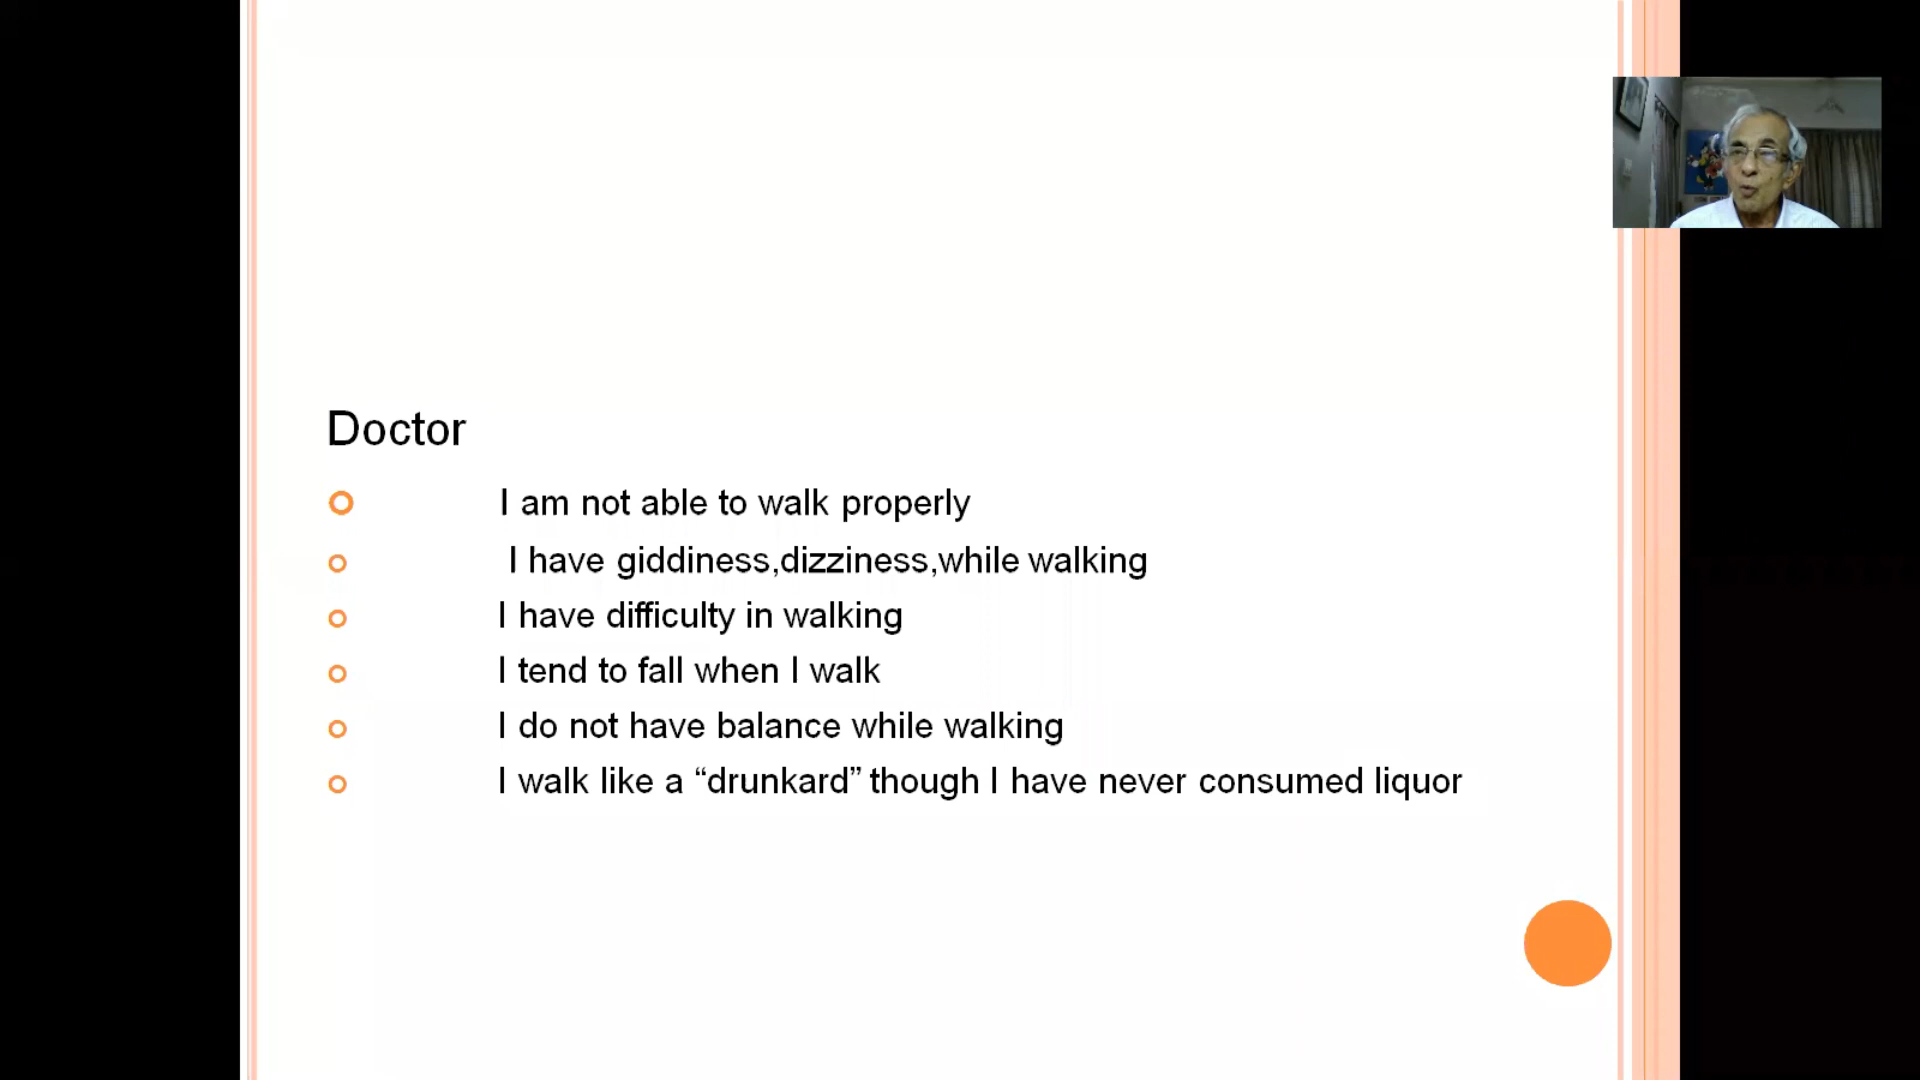 Doctor
I am not able to walk properly
I have giddiness,dizziness,while walking
I have difficulty in walking
I tend to fall when I walk
I do not have balance while walking
I walk like a “drunkard” though I have never consumed liquor